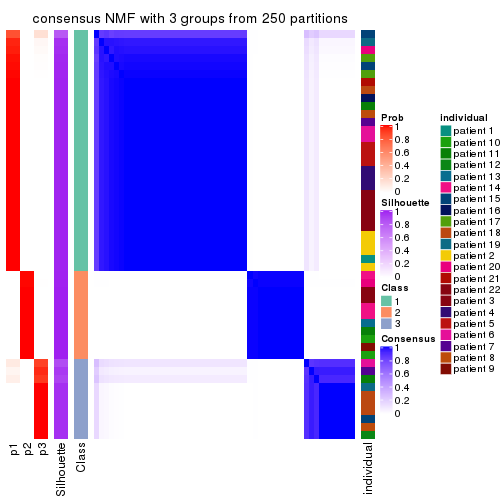 consensus NMF with 3 groups from 250 partitions
Prob
1
0.8
0.6
0.4
0.2
0
Silhouette
1
0.8
0.6
0.4
0.2
0
Class
1
2
3
Consensus
1
0.8
0.6
0.4
0.2
0
individual
patient 1
patient 10
patient 11
patient 12
patient 13
patient 14
patient 15
patient 16
patient 17
patient 18
patient 19
patient 2
patient 20
patient 21
patient 22
patient 3
patient 4
patient 5
patient 6
patient 7
patient 8
patient 9
p1
p2
p3
Silhouette
Class
individual